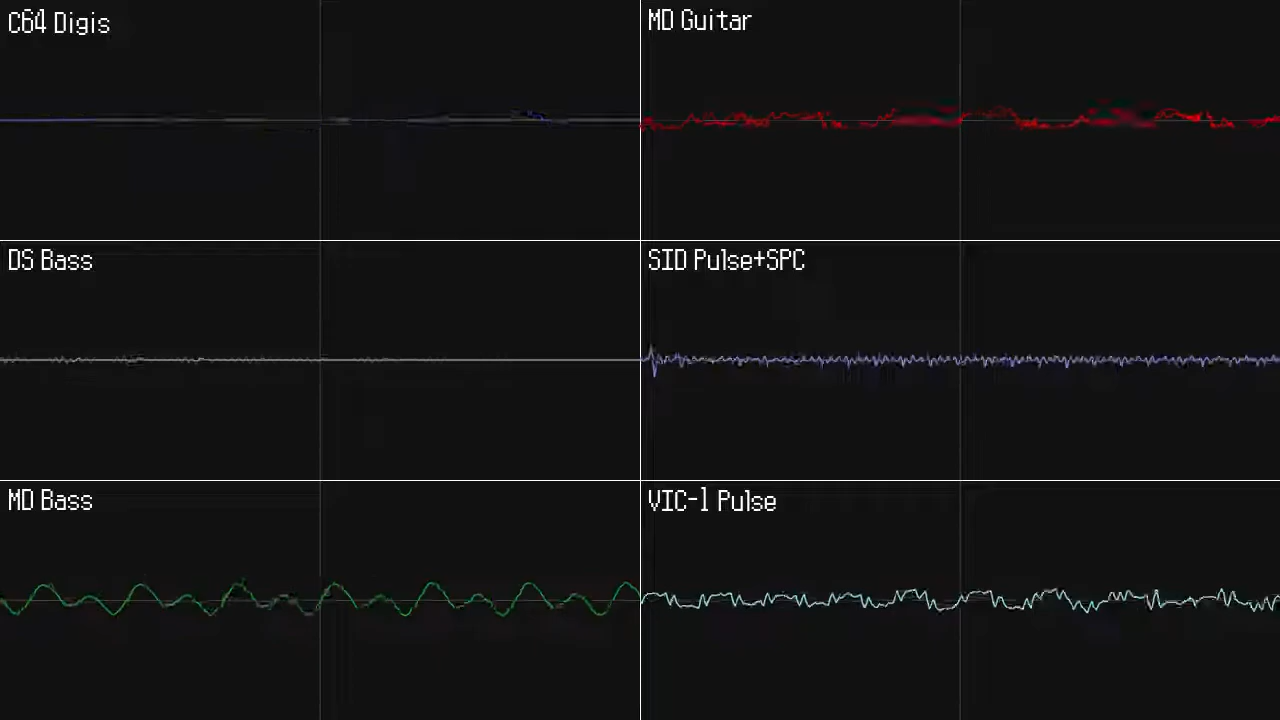 C64 Digis
MD Guitar
DS Bass
SID Pulse+SPC
MD Bass
VIC-1 Pulse